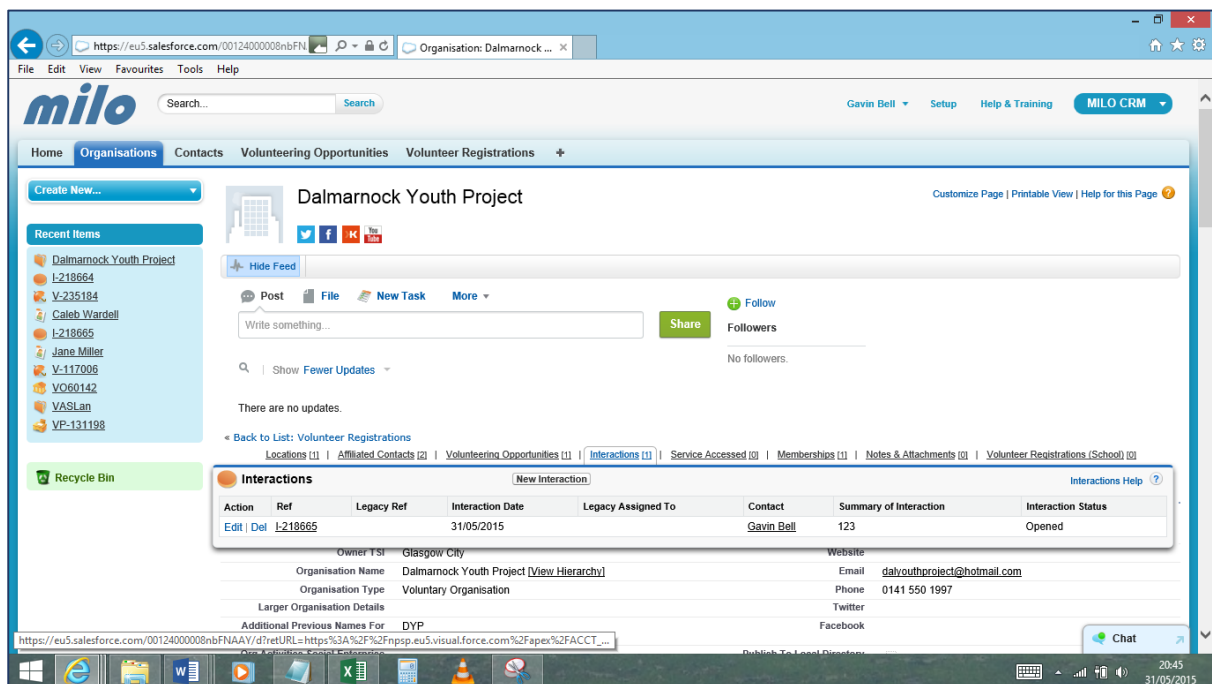 https://eu5.salesforce.com/00124000008nbFN
Organisation: Dalmarnock ... ×
File Edit View Favourites Tools Help
milo
Search...
Search
Gavin Bell
Setup
Help & Training
MILO CRM
Home
Organisations
Contacts
Volunteering Opportunities
Volunteer Registrations
+
Create New...
Dalmarnock Youth Project
Customize Page | Printable View | Help for this Page
Recent Items
Dalmarnock Youth Project
I-218664
V-235184
Caleb Wardell
I-218665
Jane Miller
V-117006
VO60142
VASLan
VP-131198
Recycle Bin
You Tube
Hide Feed
Post File New Task More
Write something...
Share
Follow
Followers
No followers.
Show Fewer Updates
There are no updates.
« Back to List: Volunteer Registrations
Locations [1] | Affiliated Contacts [2] | Volunteering Opportunities [1] | Interactions [1] | Service Accessed [0] | Memberships [1] | Notes & Attachments [0] | Volunteer Registrations (School) [0]
Interactions
New Interaction
Interactions Help ?
Action Ref Legacy Ref Interaction Date Legacy Assigned To Contact Summary of Interaction Interaction Status
Edit | Del I-218665 31/05/2015 Gavin Bell 123 Opened
Owner TSI Glasgow City Website
Organisation Name Dalmarnock Youth Project [View Hierarchy] Email dalyouthproject@hotmail.com
Organisation Type Voluntary Organisation Phone 0141 550 1997
Larger Organisation Details Twitter
Additional Previous Names For DYP Facebook
https://eu5.salesforce.com/00124000008nbFNAAY/d?retURL=https%3A%2F%2Fnpsp.eu5.visual.force.com%2Fapex%2FACCT_...
Chat
20:45
31/05/2015